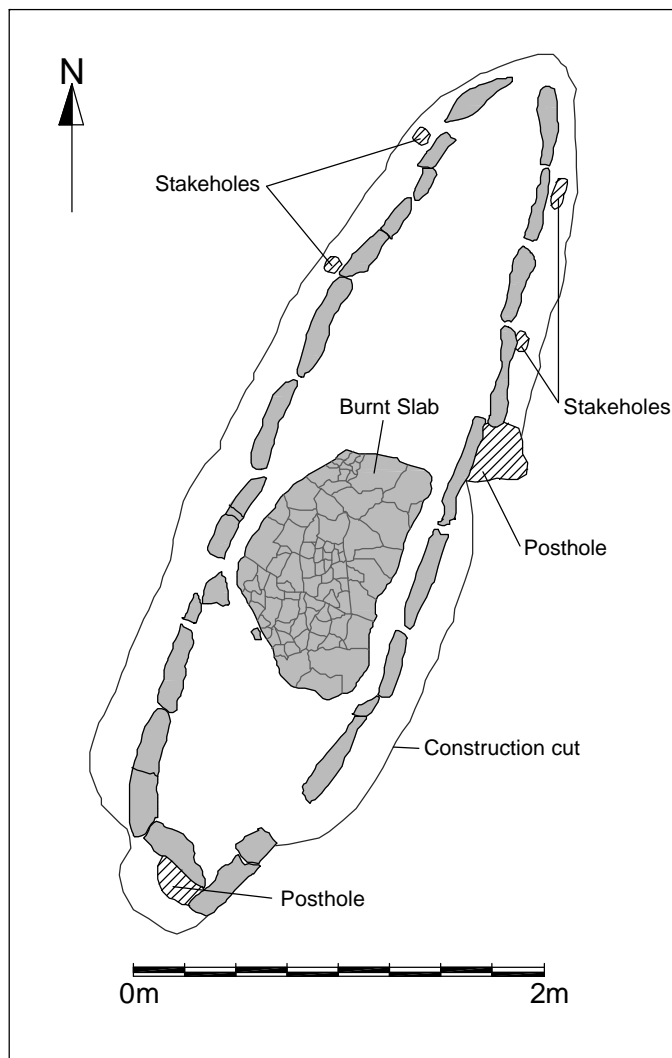 N
Stakeholes
Burnt Slab
Stakeholes
Posthole
Construction cut
Posthole
0m 2m